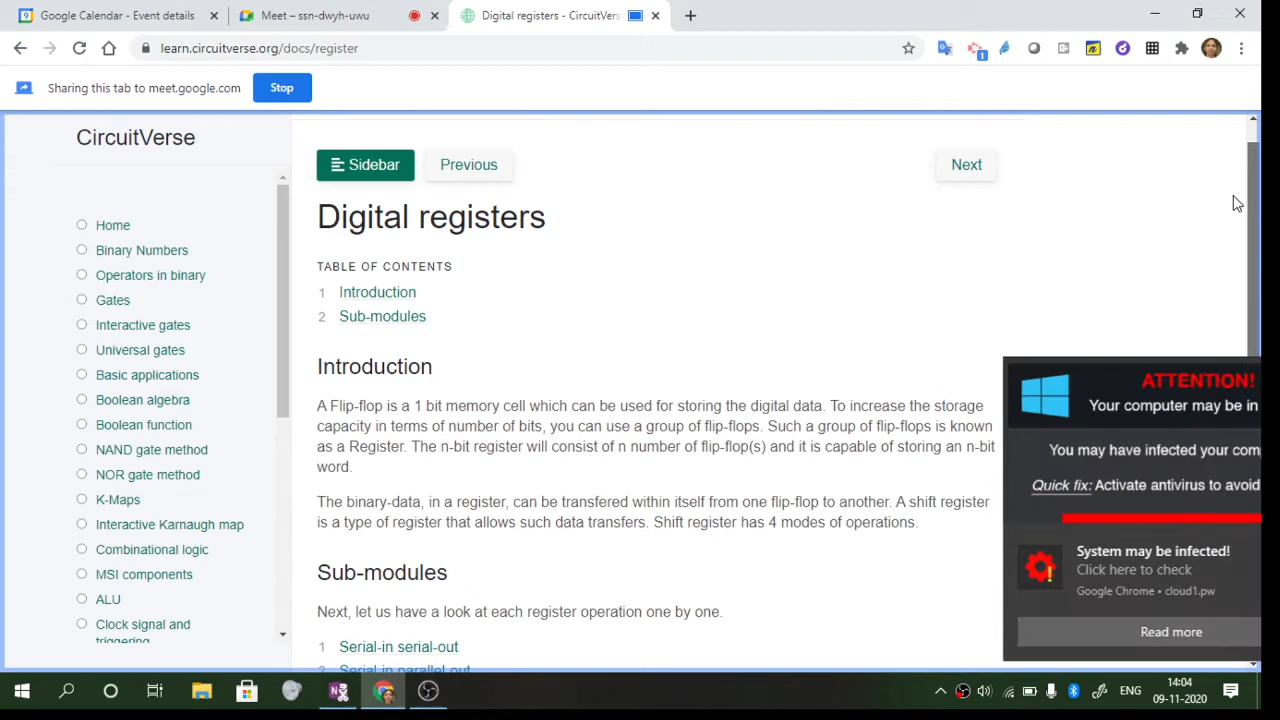 Google Calendar - Event details
Meet – ssn-dwyh-uwu
Digital registers - CircuitVers
learn.circuitverse.org/docs/register
1
Sharing this tab to meet.google.com
Stop
CircuitVerse
Home
Binary Numbers
Operators in binary
Gates
Interactive gates
Universal gates
Basic applications
Boolean algebra
Boolean function
NAND gate method
NOR gate method
K-Maps
Interactive Karnaugh map
Combinational logic
MSI components
ALU
Clock signal and
triggering
Sidebar
Previous
Next
Digital registers
TABLE OF CONTENTS
1 Introduction
2 Sub-modules
Introduction
A Flip-flop is a 1 bit memory cell which can be used for storing the digital data. To increase the storage
capacity in terms of number of bits, you can use a group of flip-flops. Such a group of flip-flops is known
as a Register. The n-bit register will consist of n number of flip-flop(s) and it is capable of storing an n-bit
word.
The binary-data, in a register, can be transfered within itself from one flip-flop to another. A shift register
is a type of register that allows such data transfers. Shift register has 4 modes of operations.
Sub-modules
Next, let us have a look at each register operation one by one.
1 Serial-in serial-out
2 Serial-in parallel-out
ATTENTION!
Your computer may be in
You may have infected your com
Quick fix: Activate antivirus to avoid
System may be infected!
Click here to check
Google Chrome • cloud1.pw
Read more
ENG
14:04
09-11-2020